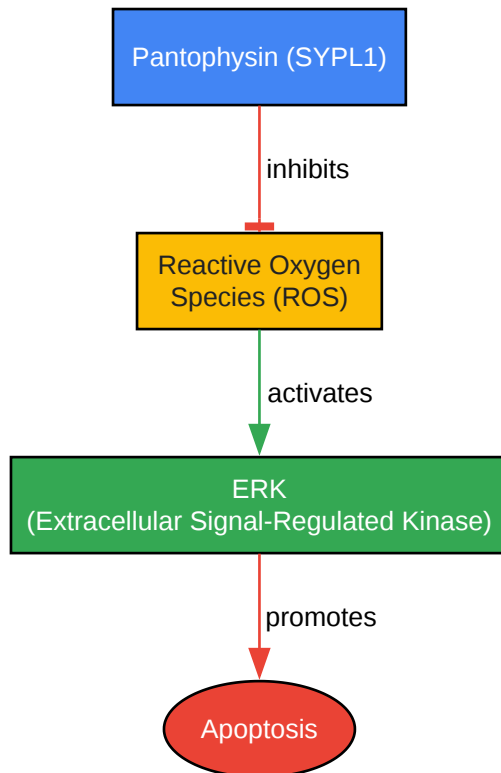 Pantophysin (SYPL1)
inhibits
Reactive Oxygen
Species (ROS)
activates
ERK
(Extracellular Signal-Regulated Kinase)
promotes
Apoptosis